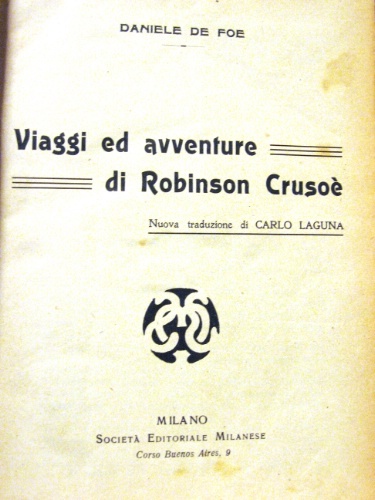 DANIELE DE FOE
Viaggi ed avventure
di Robinson Crusoè
Nuova traduzione di CARLO LAGUNA
MILANO
SOCIETÀ EDITORIALE MILANESE
Corso Buenos Aires, 9